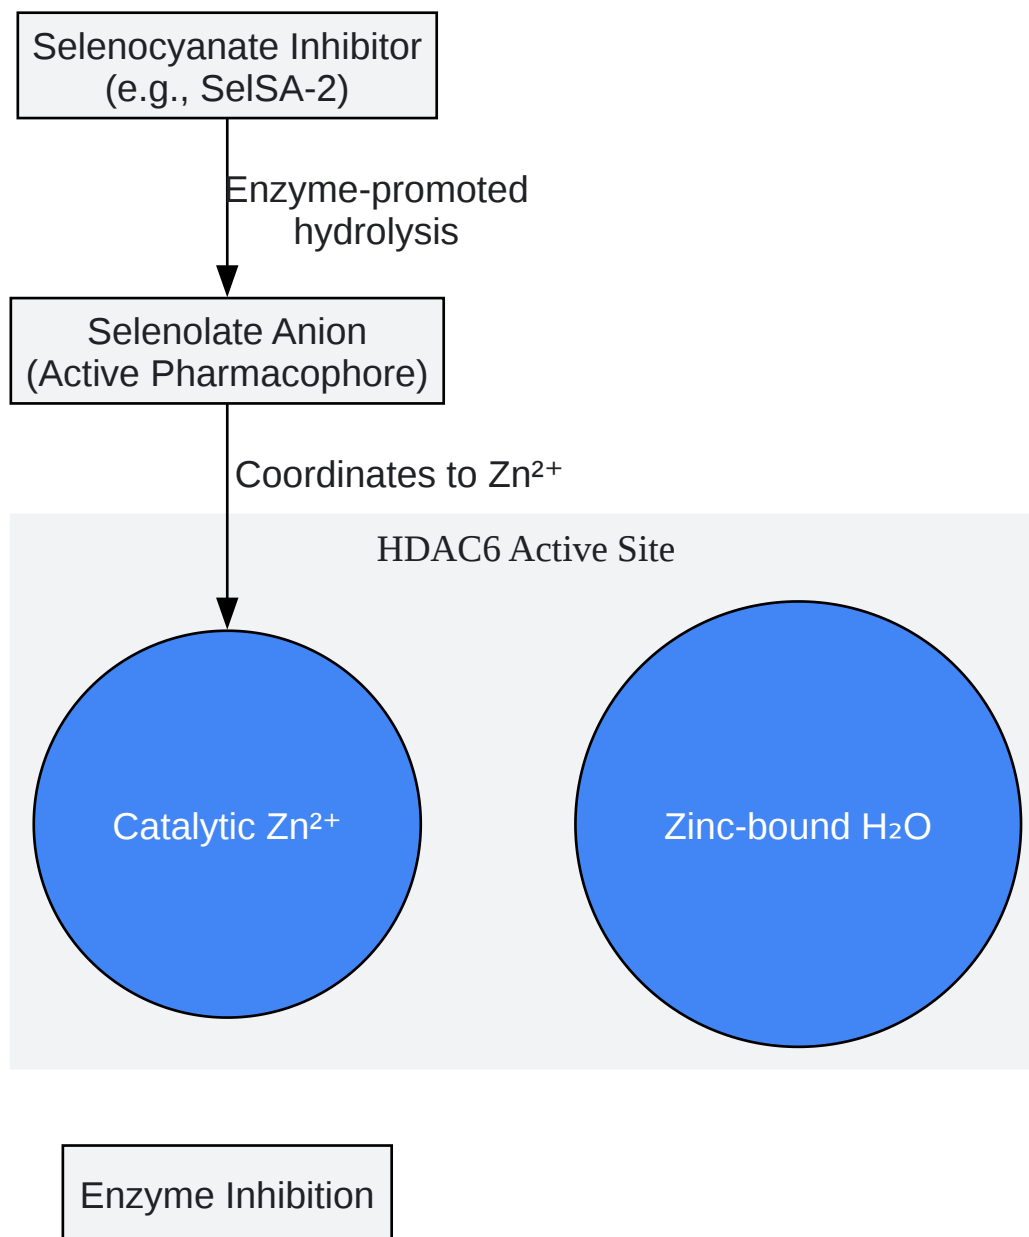 Selenocyanate Inhibitor
(e.g., SelSA-2)
Enzyme-promoted
hydrolysis
Selenolate Anion
(Active Pharmacophore)
Coordinates to Zn²⁺
HDAC6 Active Site
Catalytic Zn²⁺
Zinc-bound H₂O
Enzyme Inhibition